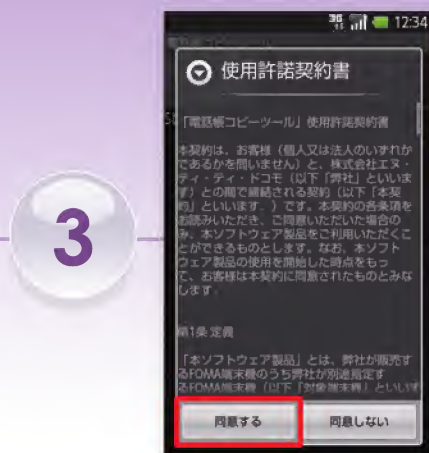 3
3G 12:34
使用許諾契約書
「電話帳コピーツール」使用許諾契約書
本契約は、お客様（個人又は法人のいずれか
であるかを問いません）と、株式会社エヌ・
ティ・ティ・ドコモ（以下「弊社」といいま
す）との間で締結される契約（以下「本契
約」といいます。）です。本契約の各条項を
お読みいただき、ご同意いただいた場合の
み、本ソフトウェア製品をご利用いただくこ
とができるものとします。なお、本ソフト
ウェア製品の使用を開始した時点をもっ
て、お客様は本契約に同意されたものとみな
します。
第1条 定義
「本ソフトウェア製品」とは、弊社が販売す
るFOMA端末機のうち弊社が別途指定す
るFOMA端末機（以下「対象端末機」といいま
同意する
同意しない